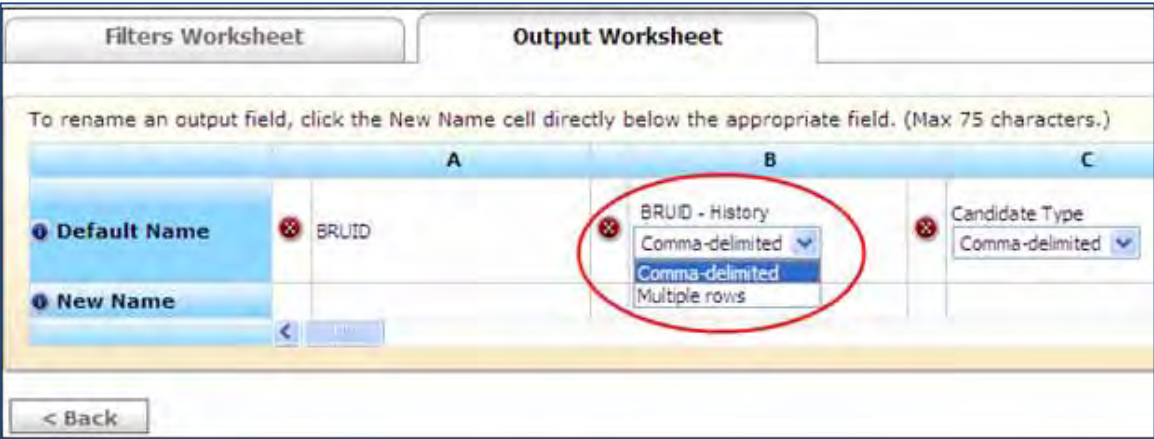 Filters Worksheet
Output Worksheet
To rename an output field, click the New Name cell directly below the appropriate field. (Max 75 characters.)
A
B
C
Default Name
BRUID
BRUID - History
Comma-delimited
Comma-delimited
Multiple rows
Candidate Type
Comma-delimited
New Name
< Back